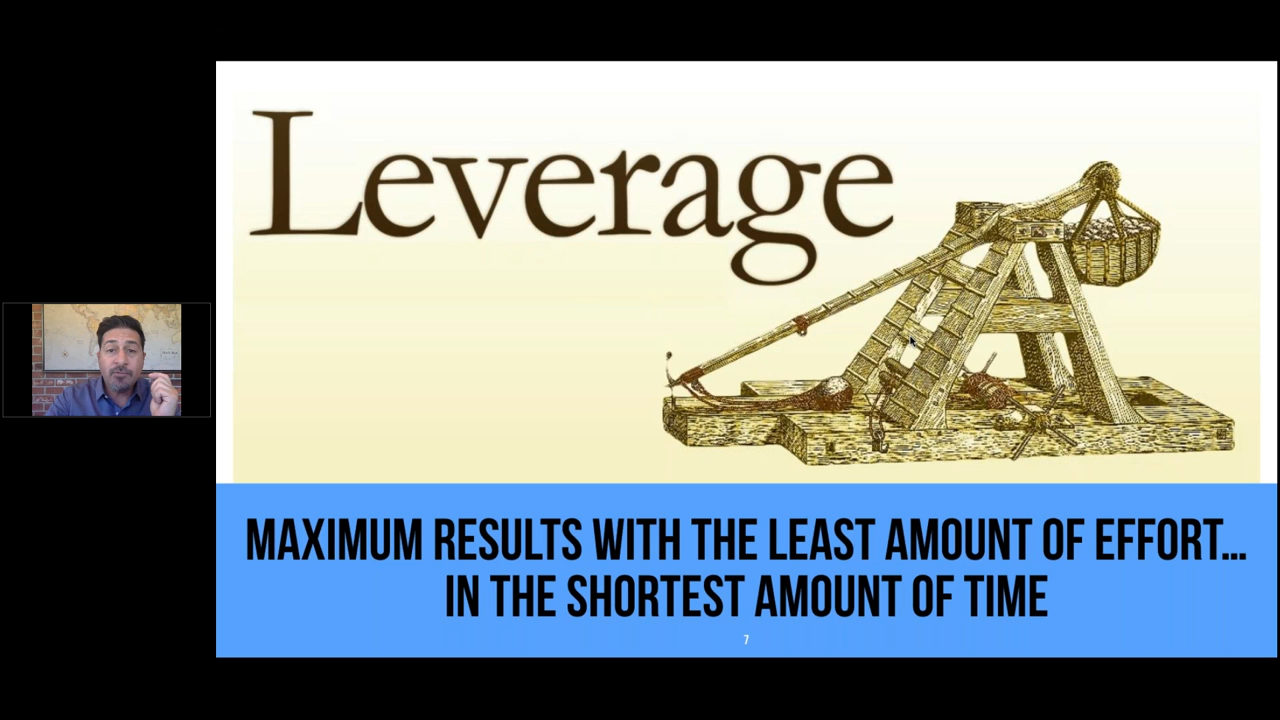 Leverage
MAXIMUM RESULTS WITH THE LEAST AMOUNT OF EFFORT...
IN THE SHORTEST AMOUNT OF TIME
7